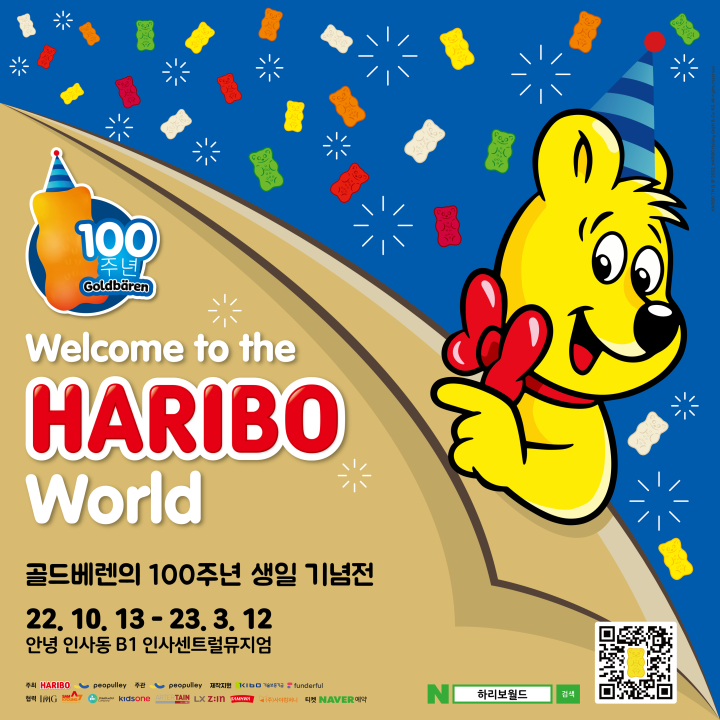 100
주년
Goldbären
Welcome to the
HARIBO
World
골드베렌의 100주년 생일 기념전
22. 10. 13 - 23. 3. 12
안녕 인사동 B1 인사센트럴뮤지엄
주최 HARIBO peopulley 주관 peopulley 제작지원 KIBO funderful
협력 IMG kidsone LX Z:IN 티켓 NAVER 예약
N 하리보월드 검색